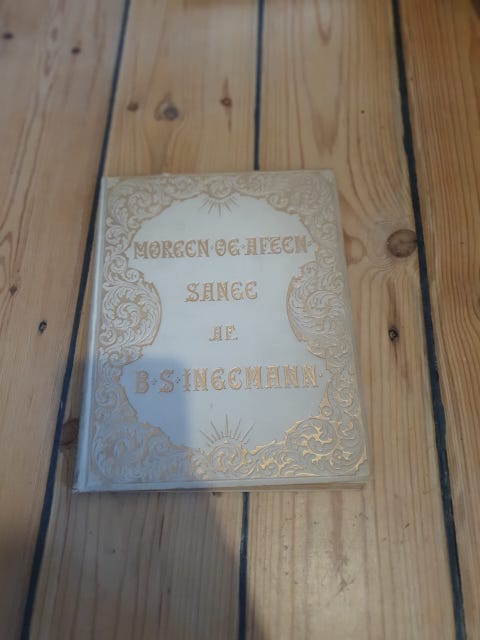 MORGEN · OG · AFTEN ·
SANGE
AF.
B · S · INGEMANN ·